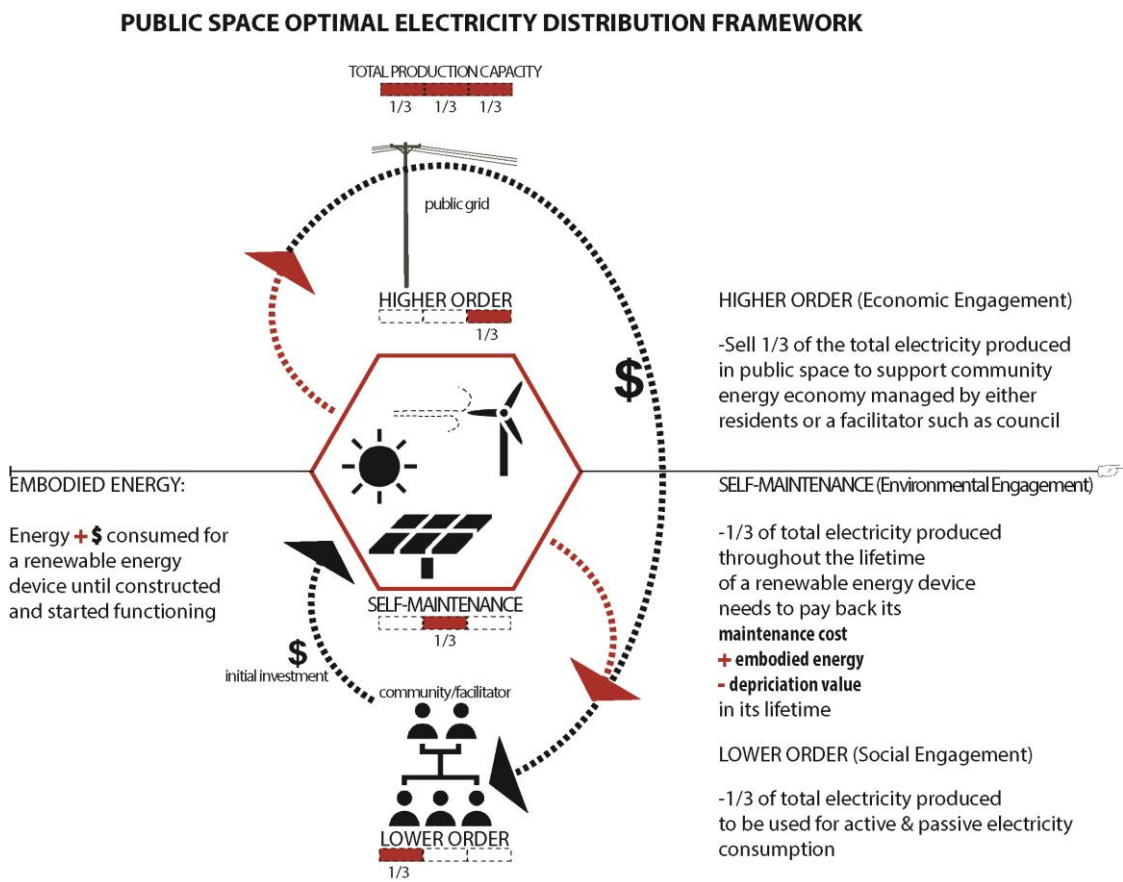 PUBLIC SPACE OPTIMAL ELECTRICITY DISTRIBUTION FRAMEWORK
TOTAL PRODUCTION CAPACITY
1/3 1/3 1/3
public grid
HIGHER ORDER
1/3
$
HIGHER ORDER (Economic Engagement)
-Sell 1/3 of the total electricity produced
in public space to support community
energy economy managed by either
residents or a facilitator such as council
EMBODIED ENERGY:
Energy + $ consumed for
a renewable energy
device until constructed
and started functioning
SELF-MAINTENANCE
1/3
$
initial investment
community/facilitator
LOWER ORDER
1/3
SELF-MAINTENANCE (Environmental Engagement)
-1/3 of total electricity produced
throughout the lifetime
of a renewable energy device
needs to pay back its
maintenance cost
+ embodied energy
- depriciation value
in its lifetime
LOWER ORDER (Social Engagement)
-1/3 of total electricity produced
to be used for active & passive electricity
consumption